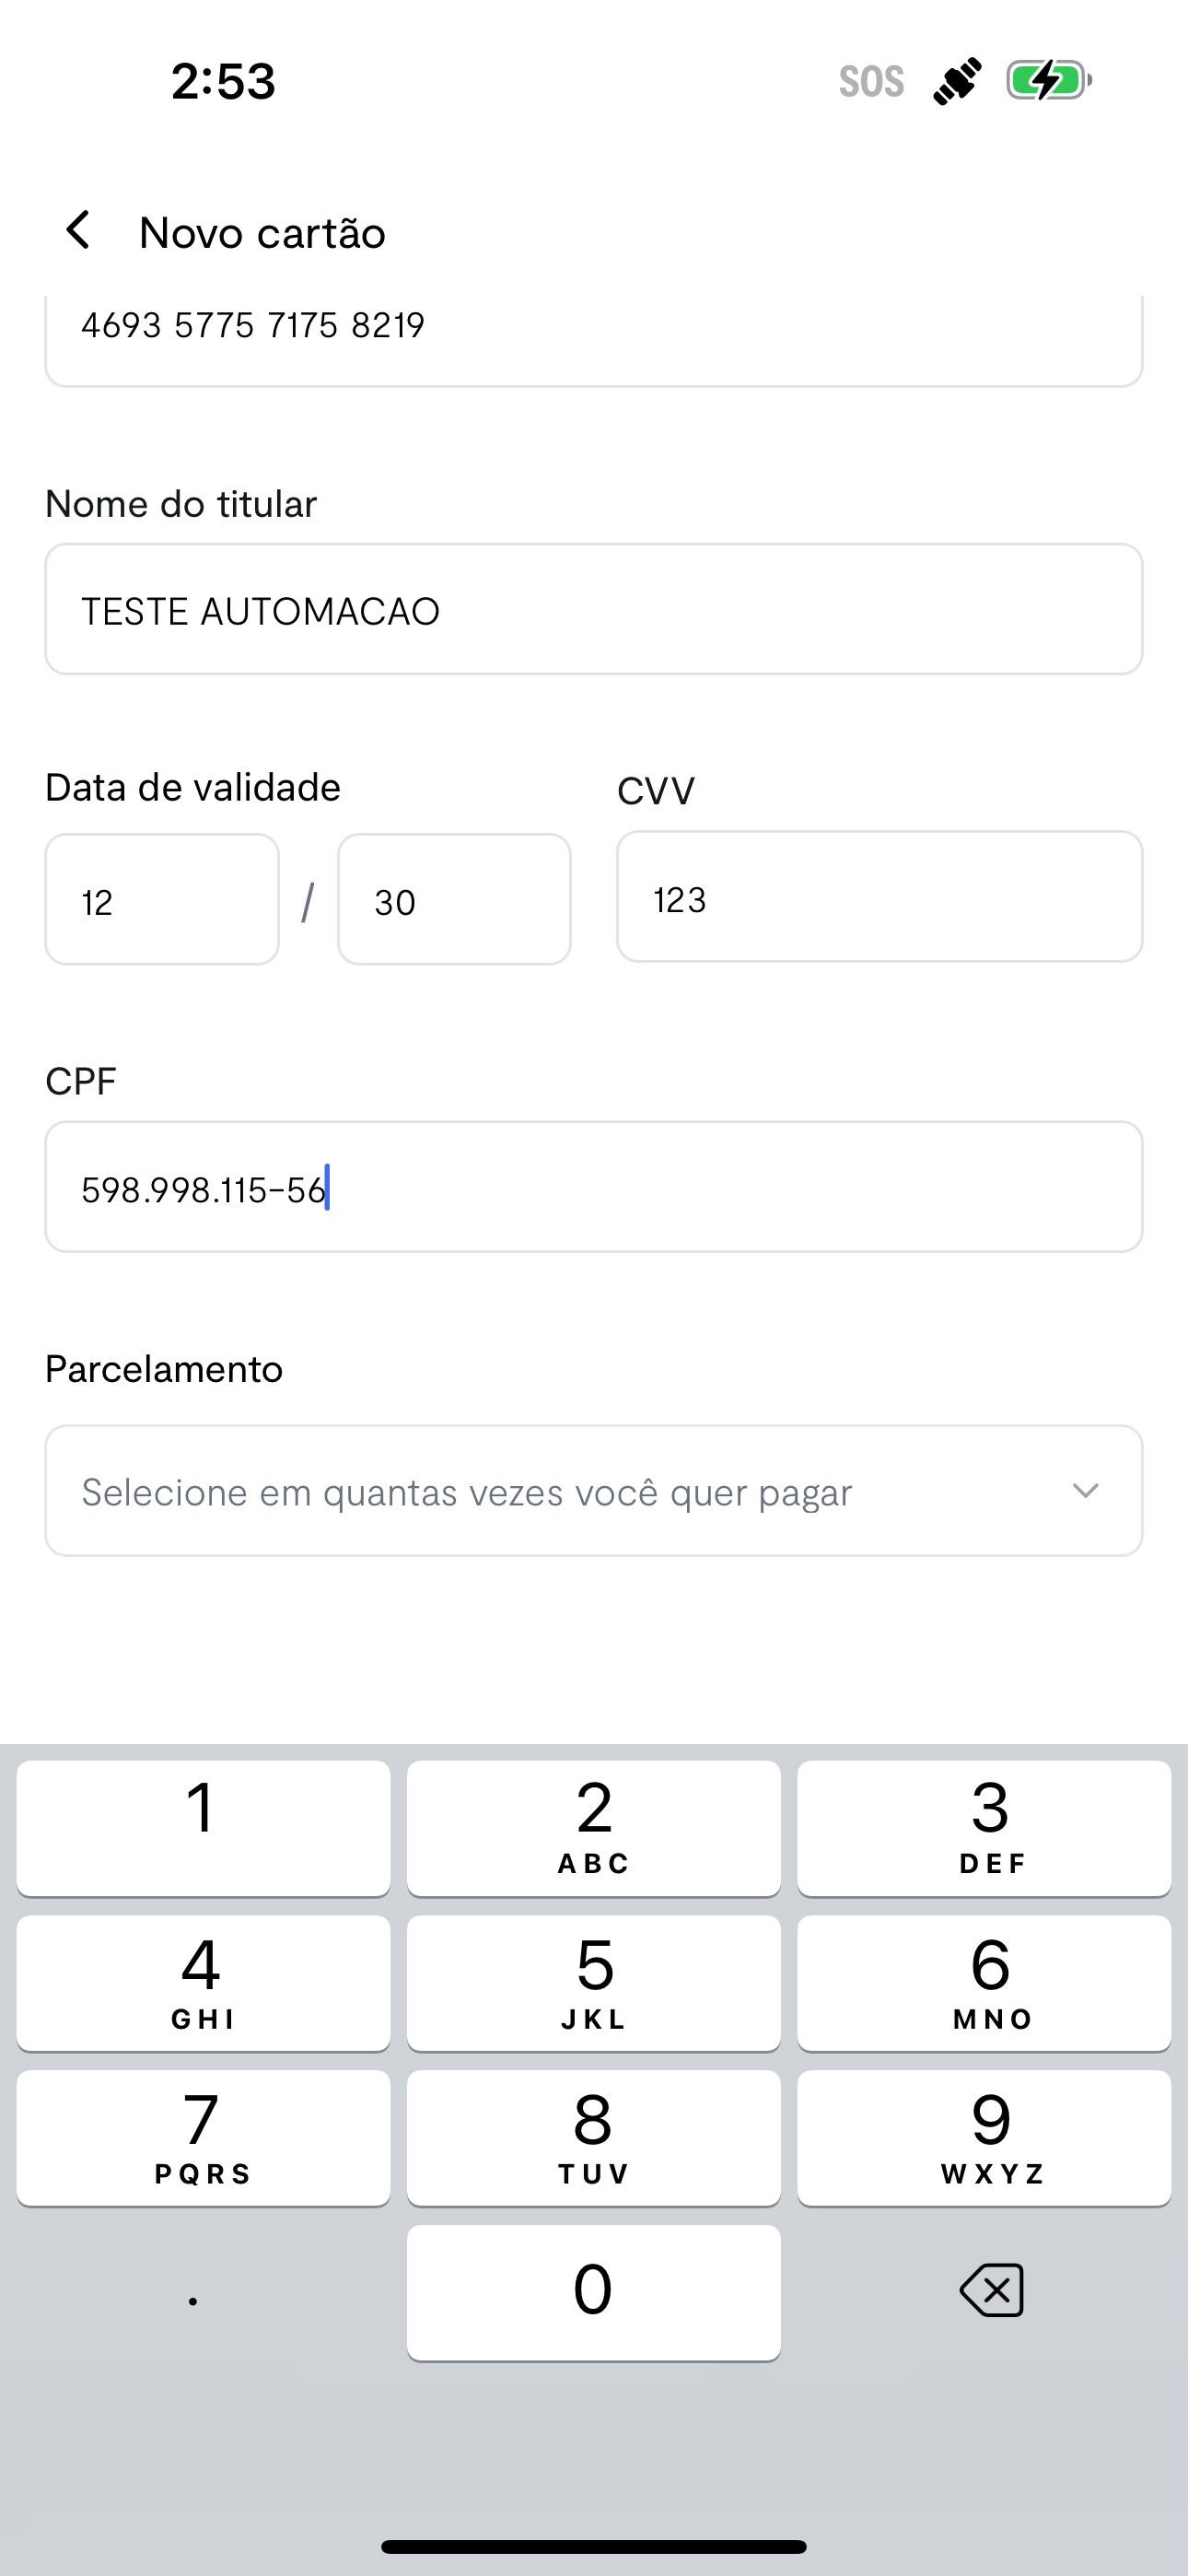 2:53 SOS
Novo cartão
4693 5775 7175 8219
Nome do titular
TESTE AUTOMACAO
Data de validade CVV
12 / 30 123
CPF
598.998.115-56
Parcelamento
Selecione em quantas vezes você quer pagar
1 2 3
ABC DEF
4 5 6
GHI JKL MNO
7 8 9
PQRS TUV WXYZ
. 0